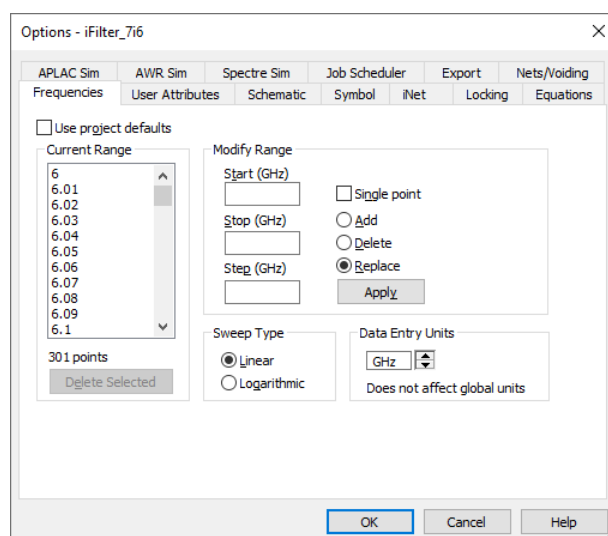 Options - iFilter_7i6
APLAC Sim AWR Sim Spectre Sim Job Scheduler Export Nets/Voiding
Frequencies User Attributes Schematic Symbol iNet Locking Equations
Use project defaults
Current Range
6
6.01
6.02
6.03
6.04
6.05
6.06
6.07
6.08
6.09
6.1
301 points
Delete Selected
Modify Range
Start (GHz)
Stop (GHz)
Step (GHz)
Single point
Add
Delete
Replace
Apply
Sweep Type
Linear
Logarithmic
Data Entry Units
GHz
Does not affect global units
OK Cancel Help